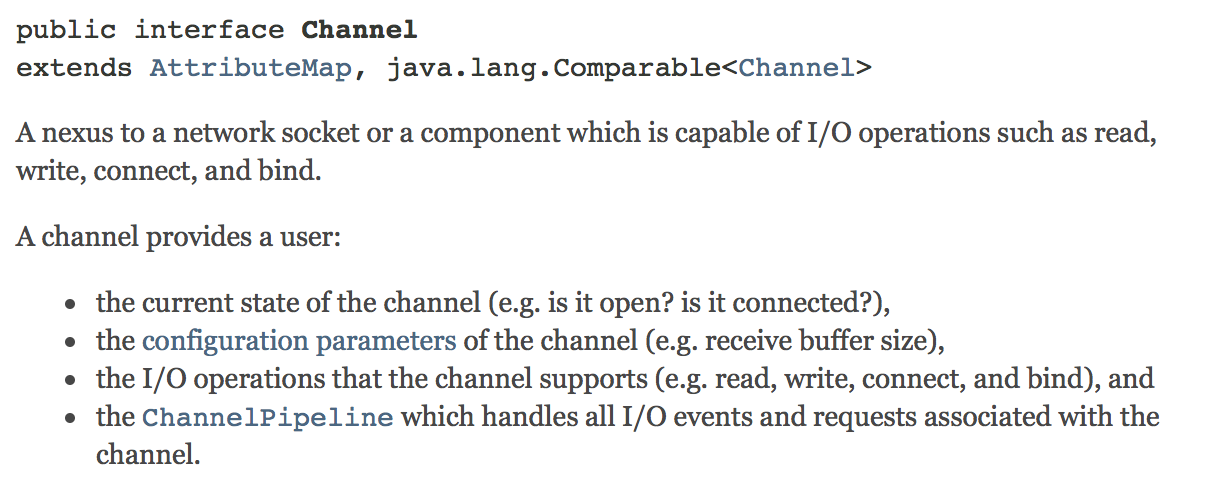 public interface Channel
extends AttributeMap, java.lang.Comparable<Channel>
A nexus to a network socket or a component which is capable of I/O operations such as read,
write, connect, and bind.
A channel provides a user:
• the current state of the channel (e.g. is it open? is it connected?),
• the configuration parameters of the channel (e.g. receive buffer size),
• the I/O operations that the channel supports (e.g. read, write, connect, and bind), and
• the ChannelPipeline which handles all I/O events and requests associated with the
channel.